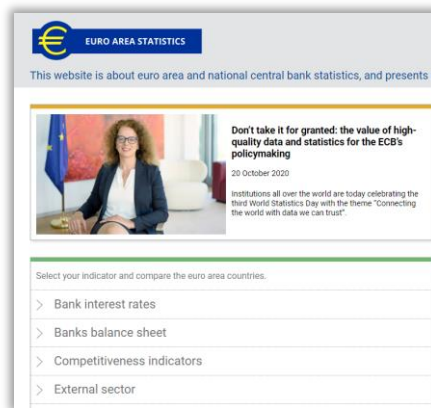 EURO AREA STATISTICS
This website is about euro area and national central bank statistics, and presents
Don't take it for granted: the value of high-
quality data and statistics for the ECB's
policymaking
20 October 2020
Institutions all over the world are today celebrating the
third World Statistics Day with the theme "Connecting
the world with data we can trust".
Select your indicator and compare the euro area countries.
Bank interest rates
Banks balance sheet
Competitiveness indicators
External sector